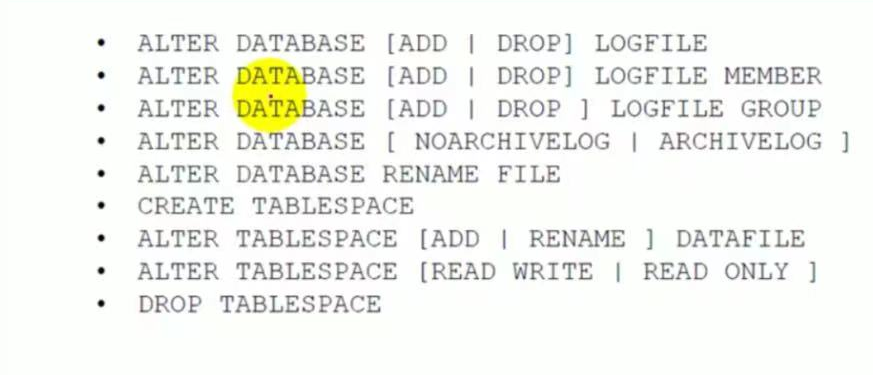 • ALTER DATABASE [ADD | DROP] LOGFILE
• ALTER DATABASE [ADD | DROP] LOGFILE MEMBER
• ALTER DATABASE [ADD | DROP ] LOGFILE GROUP
• ALTER DATABASE [ NOARCHIVELOG | ARCHIVELOG ]
• ALTER DATABASE RENAME FILE
• CREATE TABLESPACE
• ALTER TABLESPACE [ADD | RENAME ] DATAFILE
• ALTER TABLESPACE [READ WRITE | READ ONLY ]
• DROP TABLESPACE